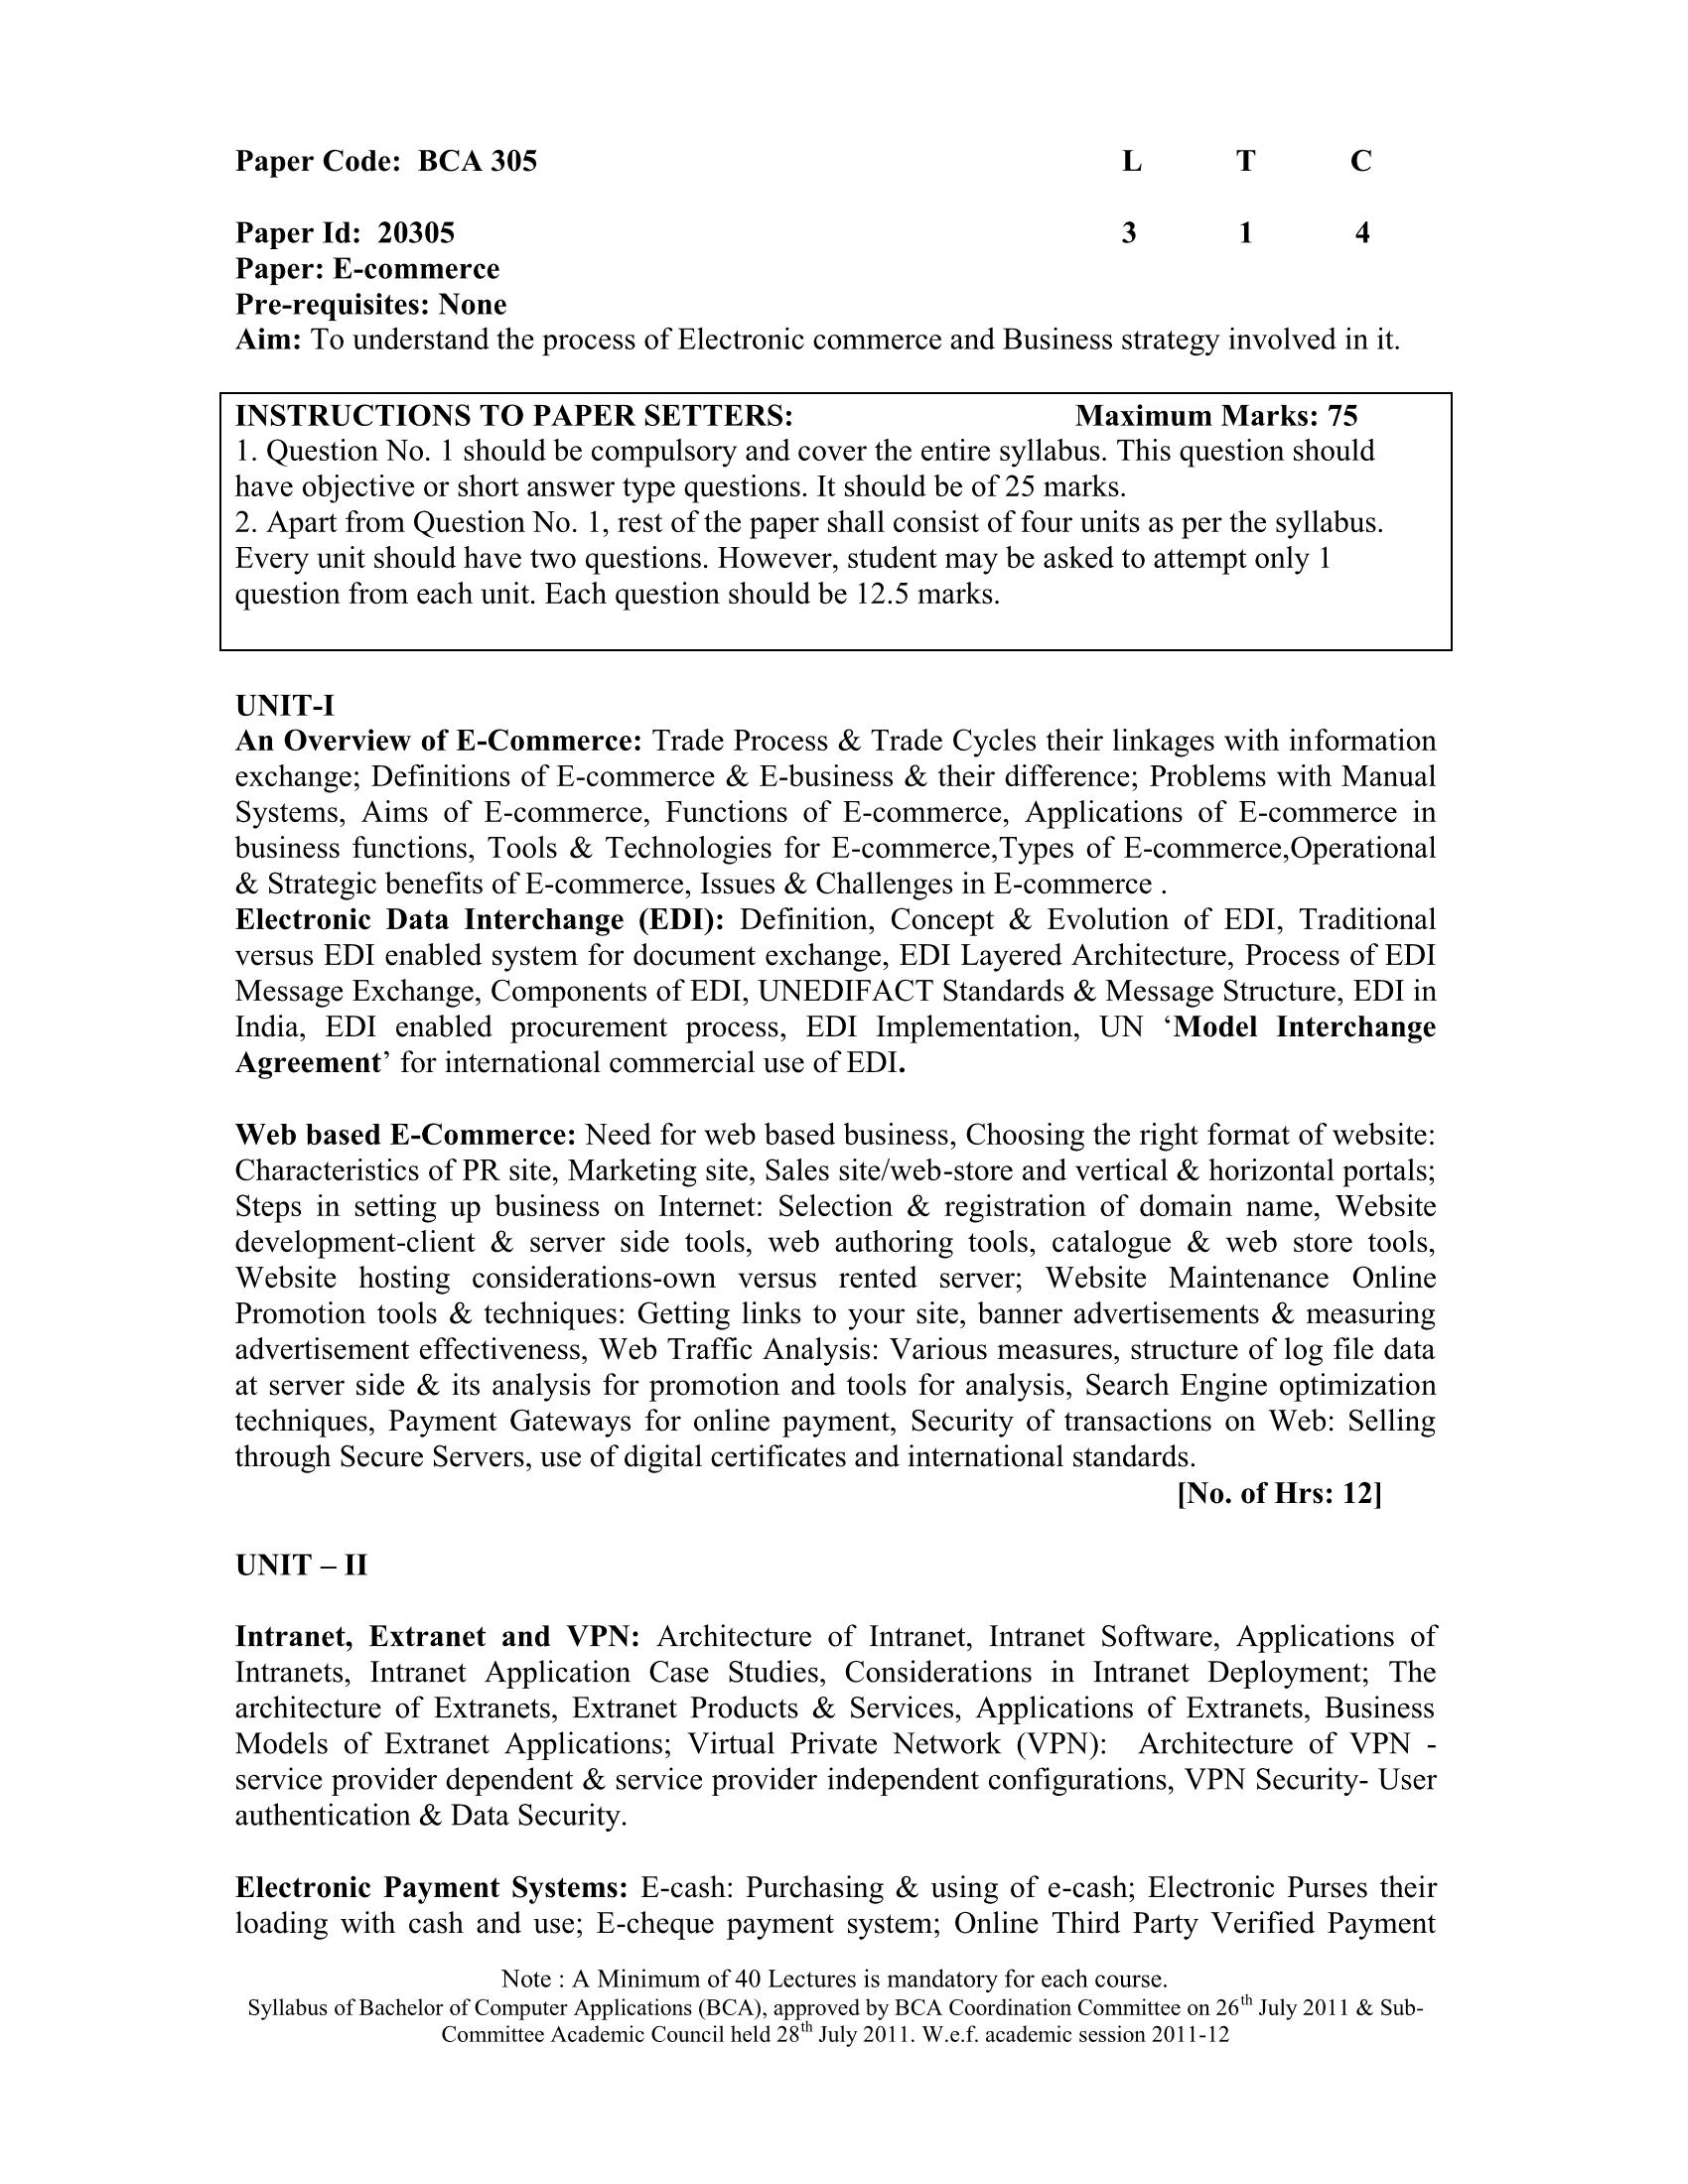 Paper Code: BCA 305 L T C
Paper Id: 20305 3 1 4
Paper: E-commerce
Pre-requisites: None
Aim: To understand the process of Electronic commerce and Business strategy involved in it.
INSTRUCTIONS TO PAPER SETTERS: Maximum Marks: 75
1. Question No. 1 should be compulsory and cover the entire syllabus. This question should
have objective or short answer type questions. It should be of 25 marks.
2. Apart from Question No. 1, rest of the paper shall consist of four units as per the syllabus.
Every unit should have two questions. However, student may be asked to attempt only 1
question from each unit. Each question should be 12.5 marks.
UNIT-I
An Overview of E-Commerce: Trade Process & Trade Cycles their linkages with information
exchange; Definitions of E-commerce & E-business & their difference; Problems with Manual
Systems, Aims of E-commerce, Functions of E-commerce, Applications of E-commerce in
business functions, Tools & Technologies for E-commerce,Types of E-commerce,Operational
& Strategic benefits of E-commerce, Issues & Challenges in E-commerce .
Electronic Data Interchange (EDI): Definition, Concept & Evolution of EDI, Traditional
versus EDI enabled system for document exchange, EDI Layered Architecture, Process of EDI
Message Exchange, Components of EDI, UNEDIFACT Standards & Message Structure, EDI in
India, EDI enabled procurement process, EDI Implementation, UN ‘Model Interchange
Agreement’ for international commercial use of EDI.
Web based E-Commerce: Need for web based business, Choosing the right format of website:
Characteristics of PR site, Marketing site, Sales site/web-store and vertical & horizontal portals;
Steps in setting up business on Internet: Selection & registration of domain name, Website
development-client & server side tools, web authoring tools, catalogue & web store tools,
Website hosting considerations-own versus rented server; Website Maintenance Online
Promotion tools & techniques: Getting links to your site, banner advertisements & measuring
advertisement effectiveness, Web Traffic Analysis: Various measures, structure of log file data
at server side & its analysis for promotion and tools for analysis, Search Engine optimization
techniques, Payment Gateways for online payment, Security of transactions on Web: Selling
through Secure Servers, use of digital certificates and international standards.
[No. of Hrs: 12]
UNIT – II
Intranet, Extranet and VPN: Architecture of Intranet, Intranet Software, Applications of
Intranets, Intranet Application Case Studies, Considerations in Intranet Deployment; The
architecture of Extranets, Extranet Products & Services, Applications of Extranets, Business
Models of Extranet Applications; Virtual Private Network (VPN): Architecture of VPN -
service provider dependent & service provider independent configurations, VPN Security- User
authentication & Data Security.
Electronic Payment Systems: E-cash: Purchasing & using of e-cash; Electronic Purses their
loading with cash and use; E-cheque payment system; Online Third Party Verified Payment
Note : A Minimum of 40 Lectures is mandatory for each course.
Syllabus of Bachelor of Computer Applications (BCA), approved by BCA Coordination Committee on 26th July 2011 & Sub-
Committee Academic Council held 28th July 2011. W.e.f. academic session 2011-12